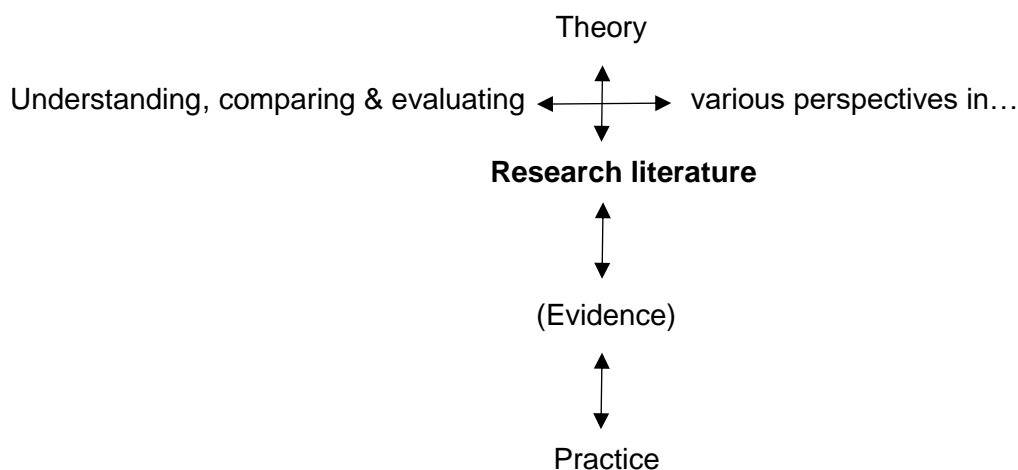 Theory
Understanding, comparing & evaluating various perspectives in…
Research literature
(Evidence)
Practice